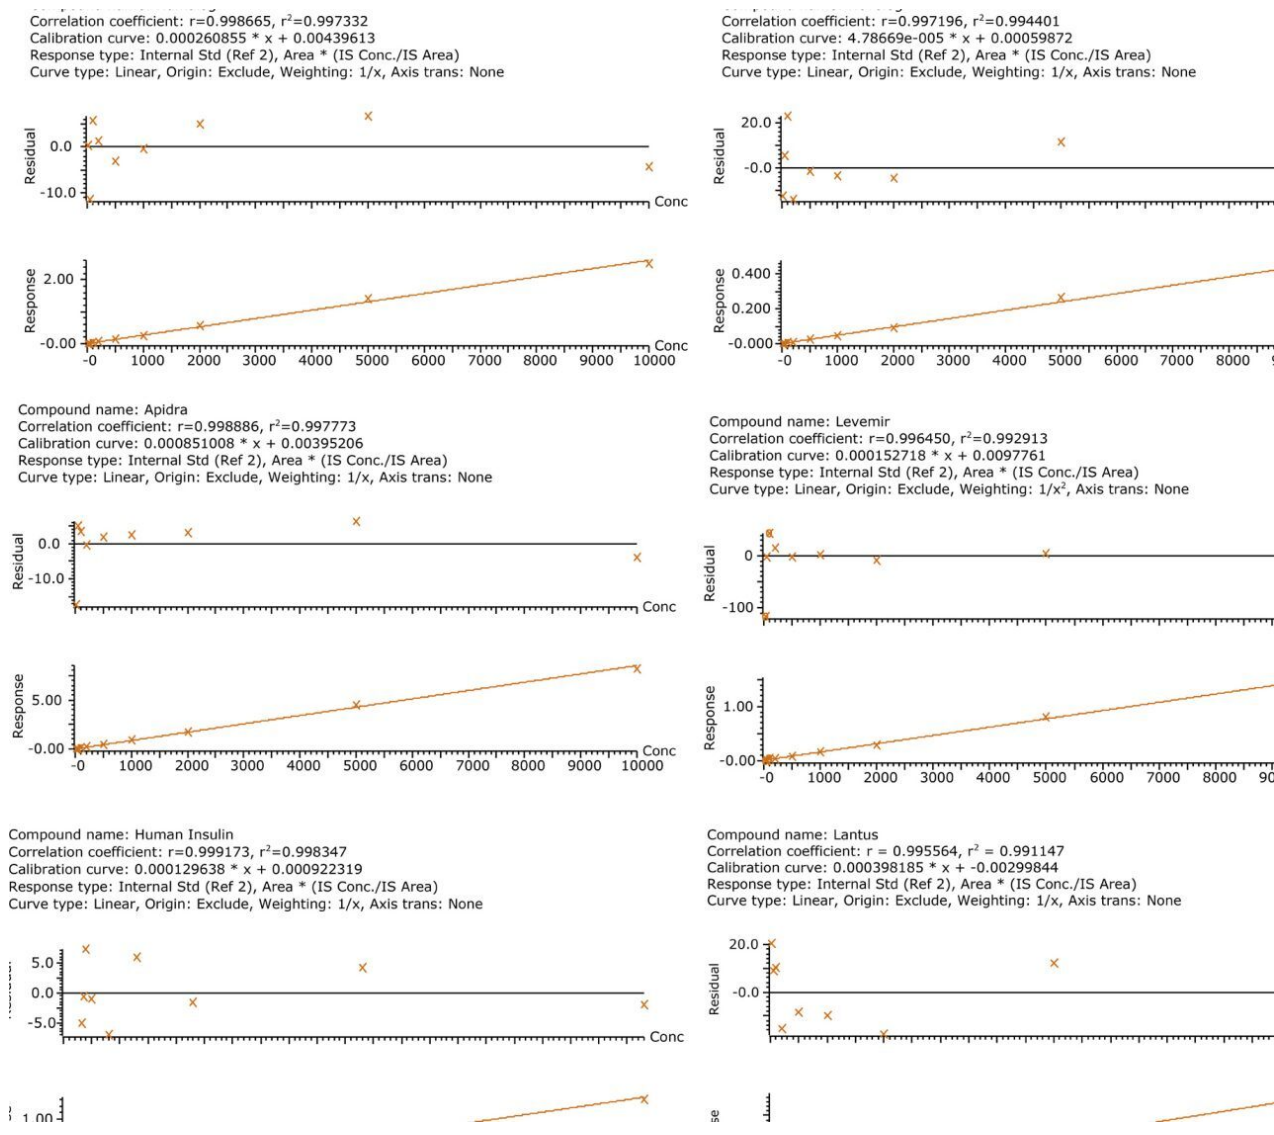 Correlation coefficient: r=0.998665, r²=0.997332
Calibration curve: 0.000260855 * x + 0.00439613
Response type: Internal Std (Ref 2), Area * (IS Conc./IS Area)
Curve type: Linear, Origin: Exclude, Weighting: 1/x, Axis trans: None
Residual
0.0
-10.0
Conc
Response
2.00
-0.00
Conc
-0 1000 2000 3000 4000 5000 6000 7000 8000 9000 10000
r=0.997196, r²=0.994401
Correlation coefficient:
Calibration curve: 4.78669e-005 * x + 0.00059872
Response type: Internal Std (Ref 2), Area * (IS Conc./IS Area)
Curve type: Linear, Origin: Exclude, Weighting: 1/x, Axis trans: None
Residual
20.0
-0.0
Response
0.400
0.200
-0.000
-0 1000 2000 3000 4000 5000 6000 7000 8000
Compound name: Apidra
Correlation coefficient: r=0.998886, r²=0.997773
Calibration curve: 0.000851008 * x + 0.00395206
Response type: Internal Std (Ref 2), Area * (IS Conc./IS Area)
Curve type: Linear, Origin: Exclude, Weighting: 1/x, Axis trans: None
Residual
0.0
-10.0
Conc
Response
5.00
-0.00
Conc
-0 1000 2000 3000 4000 5000 6000 7000 8000 9000 10000
Compound name: Levemir
Correlation coefficient: r=0.996450, r²=0.992913
Calibration curve: 0.000152718 * x + 0.0097761
Response type: Internal Std (Ref 2), Area * (IS Conc./IS Area)
Curve type: Linear, Origin: Exclude, Weighting: 1/x², Axis trans: None
Residual
0
-100
Response
1.00
-0.00
-0 1000 2000 3000 4000 5000 6000 7000 8000
Compound name: Human Insulin
Correlation coefficient: r=0.999173, r²=0.998347
Calibration curve: 0.000129638 * x + 0.000922319
Response type: Internal Std (Ref 2), Area * (IS Conc./IS Area)
Curve type: Linear, Origin: Exclude, Weighting: 1/x, Axis trans: None
5.0
0.0
-5.0
Conc
1.00
Compound name: Lantus
Correlation coefficient: r = 0.995564, r² = 0.991147
Calibration curve: 0.000398185 * x + -0.00299844
Response type: Internal Std (Ref 2), Area * (IS Conc./IS Area)
Curve type: Linear, Origin: Exclude, Weighting: 1/x, Axis trans: None
Residual
20.0
-0.0